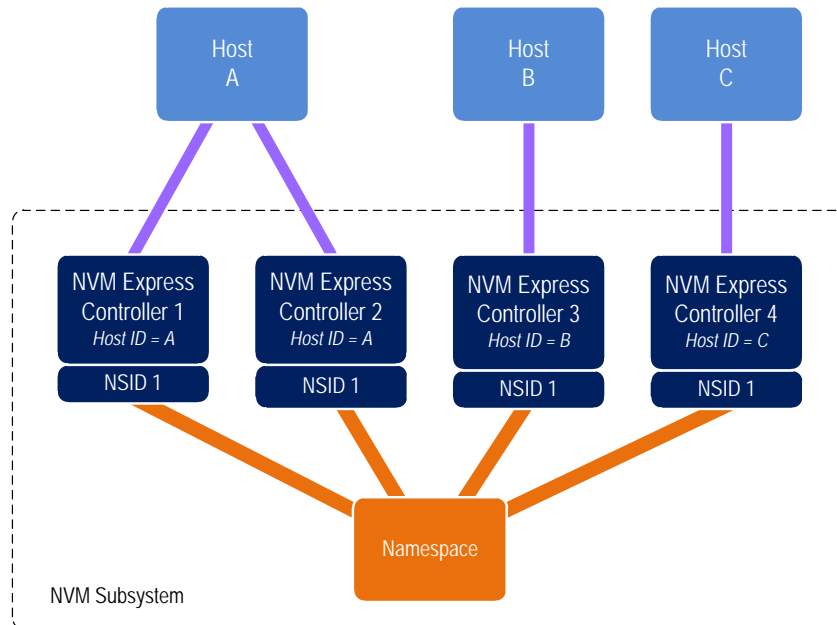 Host
A
Host
B
Host
C
NVM Express
Controller 1
Host ID = A
NVM Express
Controller 2
Host ID = A
NVM Express
Controller 3
Host ID = B
NVM Express
Controller 4
Host ID = C
NSID 1
NSID 1
NSID 1
NSID 1
Namespace
NVM Subsystem